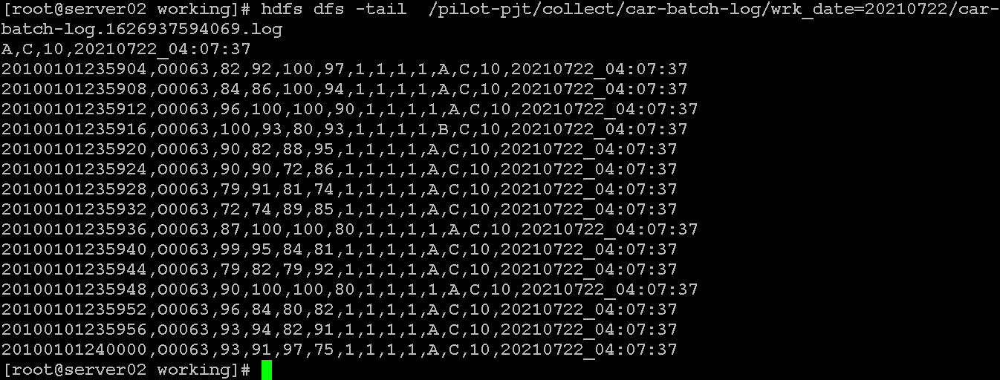 [root@server02 working]# hdfs dfs -tail  /pilot-pjt/collect/car-batch-log/wrk_date=20210722/car-
batch-log.1626937594069.log
A,C,10,20210722_04:07:37
20100101235904,O0063,82,92,100,97,1,1,1,1,A,C,10,20210722_04:07:37
20100101235908,O0063,84,86,100,94,1,1,1,1,A,C,10,20210722_04:07:37
20100101235912,O0063,96,100,100,90,1,1,1,1,A,C,10,20210722_04:07:37
20100101235916,O0063,100,93,80,93,1,1,1,1,B,C,10,20210722_04:07:37
20100101235920,O0063,90,82,88,95,1,1,1,1,A,C,10,20210722_04:07:37
20100101235924,O0063,90,90,72,86,1,1,1,1,A,C,10,20210722_04:07:37
20100101235928,O0063,79,91,81,74,1,1,1,1,A,C,10,20210722_04:07:37
20100101235932,O0063,72,74,89,85,1,1,1,1,A,C,10,20210722_04:07:37
20100101235936,O0063,87,100,100,80,1,1,1,1,A,C,10,20210722_04:07:37
20100101235940,O0063,99,95,84,81,1,1,1,1,A,C,10,20210722_04:07:37
20100101235944,O0063,79,82,79,92,1,1,1,1,A,C,10,20210722_04:07:37
20100101235948,O0063,90,100,100,80,1,1,1,1,A,C,10,20210722_04:07:37
20100101235952,O0063,96,84,80,82,1,1,1,1,A,C,10,20210722_04:07:37
20100101235956,O0063,93,94,82,91,1,1,1,1,A,C,10,20210722_04:07:37
20100101240000,O0063,93,91,97,75,1,1,1,1,A,C,10,20210722_04:07:37
[root@server02 working]#